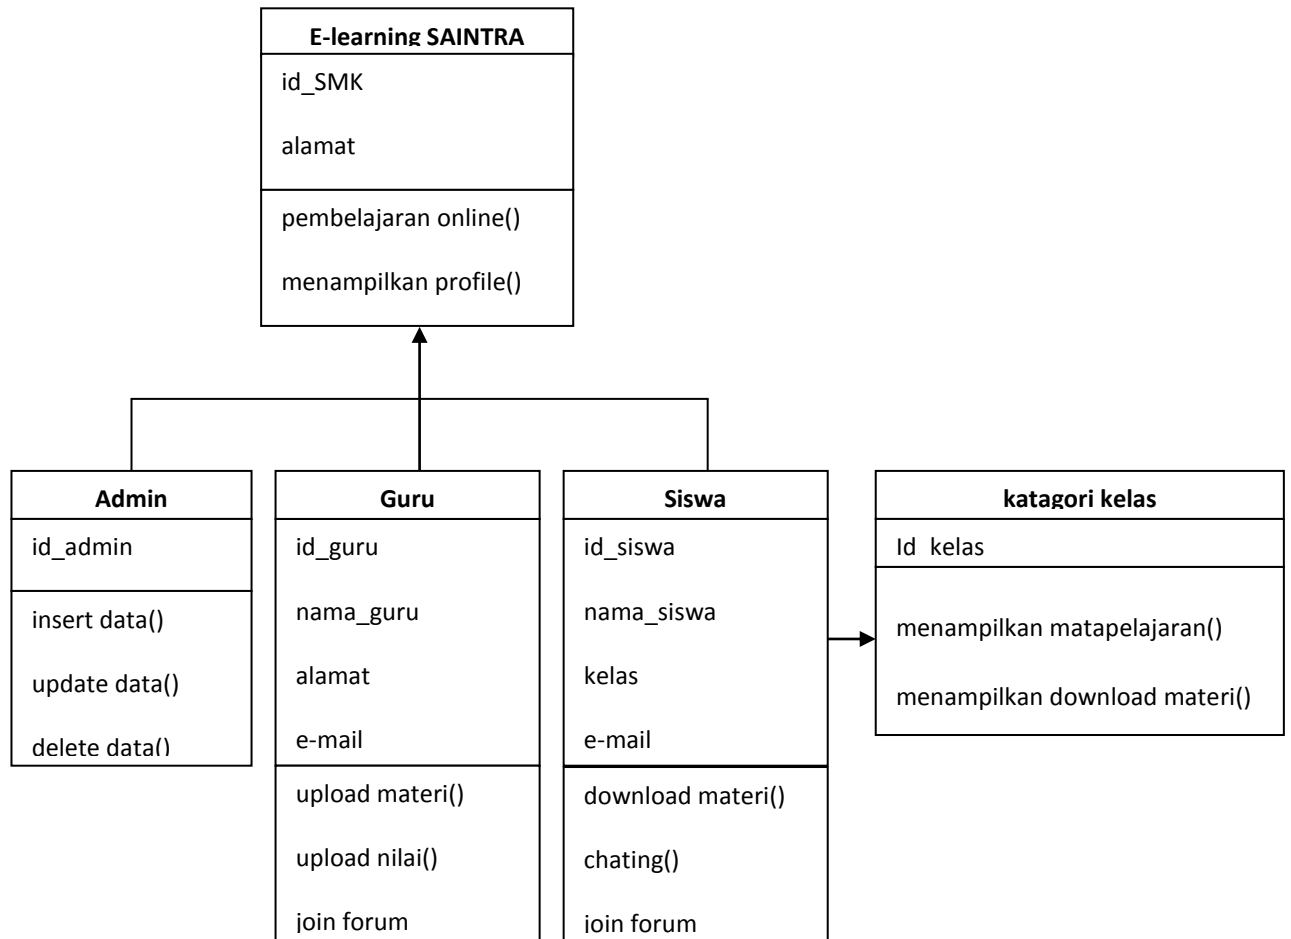 E-learning SAINTRA
id_SMK
alamat
pembelajaran online()
menampilkan profile()
Admin
id_admin
insert data()
update data()
delete data()
Guru
id_guru
nama_guru
alamat
e-mail
upload materi()
upload nilai()
join forum
Siswa
id_siswa
nama_siswa
kelas
e-mail
download materi()
chating()
join forum
katagori kelas
Id_kelas
menampilkan matapelajaran()
menampilkan download materi()